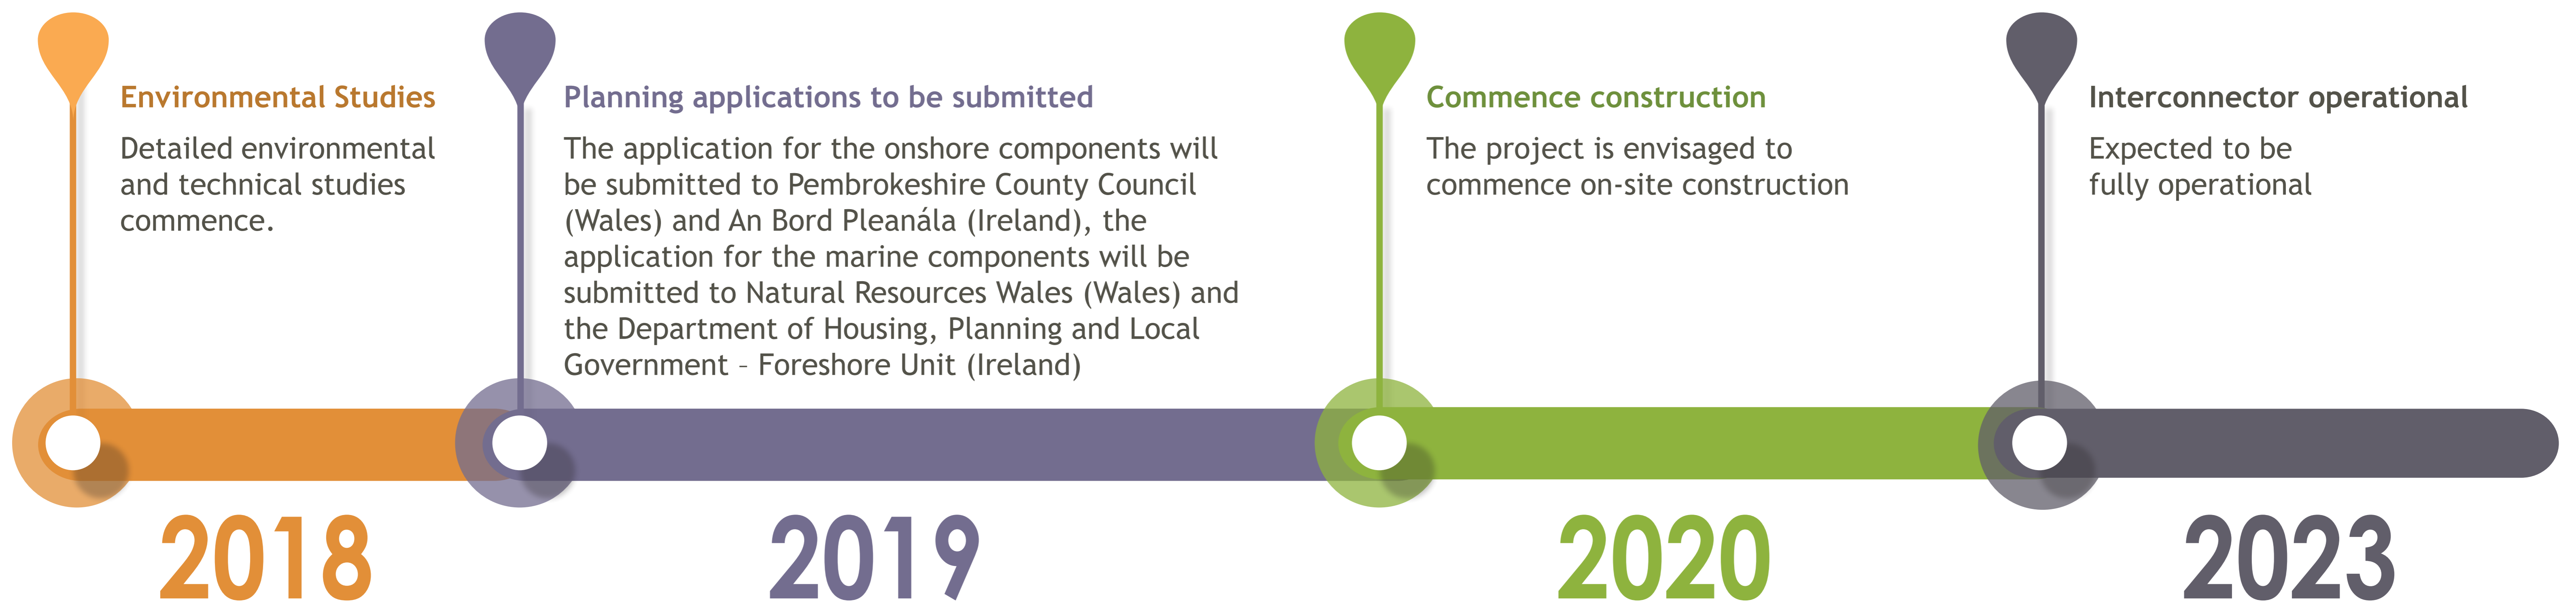 Environmental Studies
Detailed environmental
and technical studies
commence.
Planning applications to be submitted
The application for the onshore components will
be submitted to Pembrokeshire County Council
(Wales) and An Bord Pleanála (Ireland), the
application for the marine components will be
submitted to Natural Resources Wales (Wales) and
the Department of Housing, Planning and Local
Government – Foreshore Unit (Ireland)
Commence construction
The project is envisaged to
commence on-site construction
Interconnector operational
Expected to be
fully operational
2018
2019
2020
2023